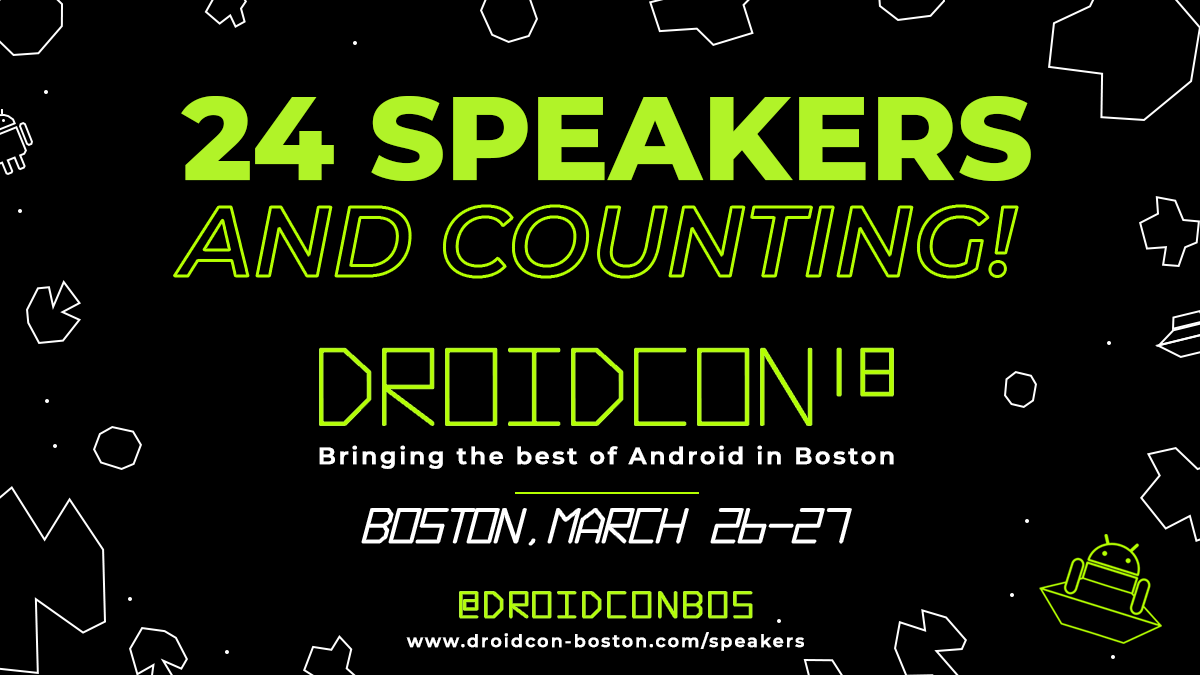 24 SPEAKERS
AND COUNTING!
DROIDCON'18
Bringing the best of Android in Boston
BOSTON, MARCH 26-27
@DROIDCONBOS
www.droidcon-boston.com/speakers